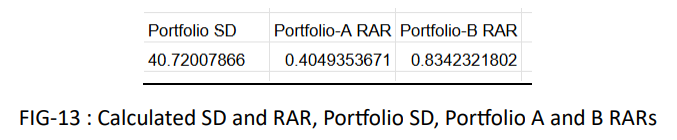 Portfolio SD Portfolio-A RAR Portfolio-B RAR
40.72007866 0.4049353671 0.8342321802
FIG-13 : Calculated SD and RAR, Portfolio SD, Portfolio A and B RARs